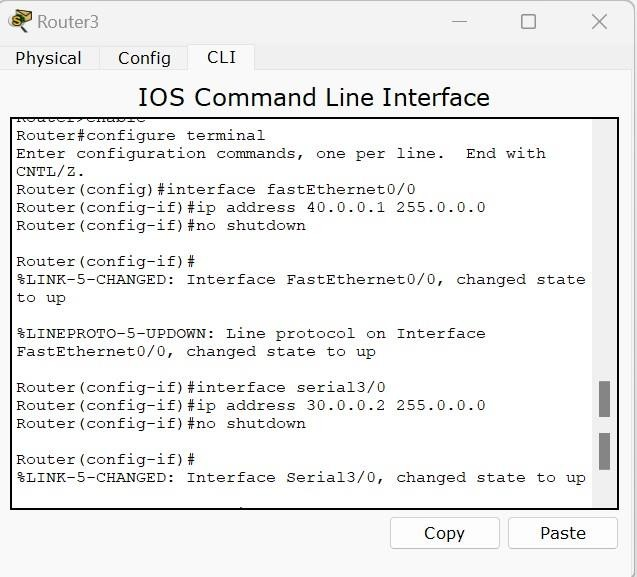 Router3
Physical Config CLI
IOS Command Line Interface
Router>enable
Router#configure terminal
Enter configuration commands, one per line.  End with
CNTL/Z.
Router(config)#interface fastEthernet0/0
Router(config-if)#ip address 40.0.0.1 255.0.0.0
Router(config-if)#no shutdown
Router(config-if)#
%LINK-5-CHANGED: Interface FastEthernet0/0, changed state
to up
%LINEPROTO-5-UPDOWN: Line protocol on Interface
FastEthernet0/0, changed state to up
Router(config-if)#interface serial3/0
Router(config-if)#ip address 30.0.0.2 255.0.0.0
Router(config-if)#no shutdown
Router(config-if)#
%LINK-5-CHANGED: Interface Serial3/0, changed state to up
Copy Paste